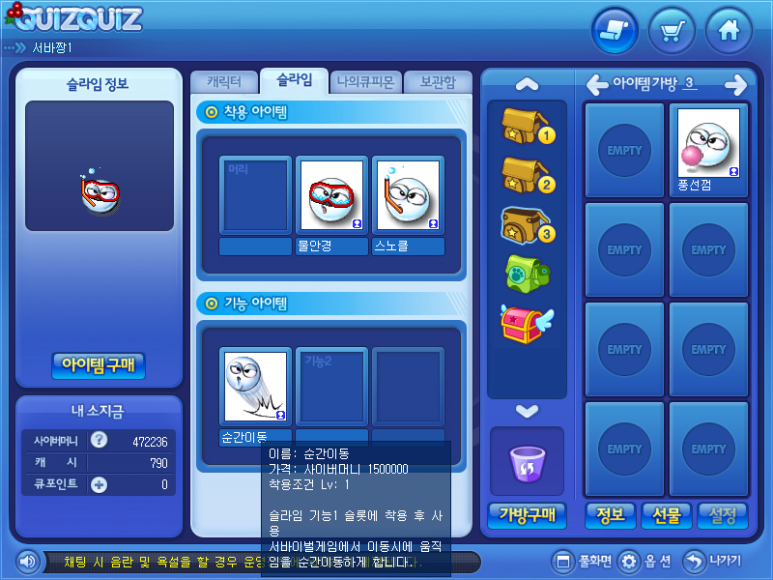 QUIZQUIZ
서바짱1
슬라임 정보
캐릭터
슬라임
나의큐피몬
보관함
착용 아이템
머리
물안경
스노클
기능 아이템
기능2
순간이동
이름: 순간이동
가격: 사이버머니 1500000
착용조건 Lv: 1
슬라임 기능1 슬롯에 착용 후 사
용
서바이벌게임에서 이동시에 움직
임을 순간이동하게 합니다.
아이템 구매
내 소지금
사이버머니 ? 472236
캐 시 790
큐포인트 0
1
2
3
가방구매
아이템가방 3
EMPTY
풍선껌
EMPTY
EMPTY
EMPTY
EMPTY
EMPTY
EMPTY
정보
선물
설정
채팅 시 음란 및 욕설을 할 경우 운영
풀화면
옵션
나가기